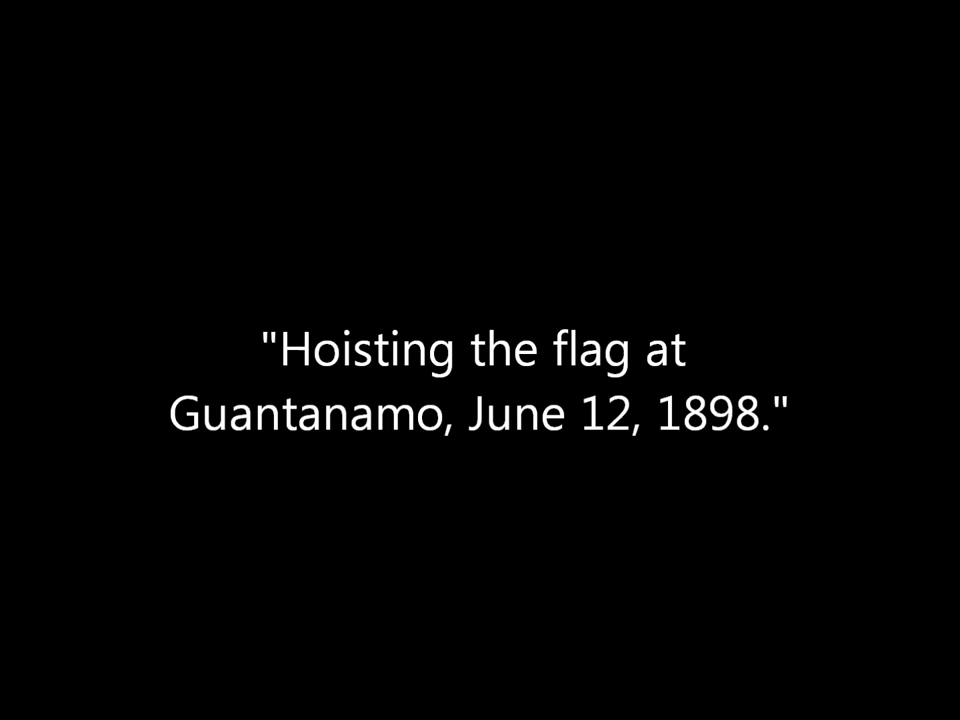 "Hoisting the flag at
Guantanamo, June 12, 1898."